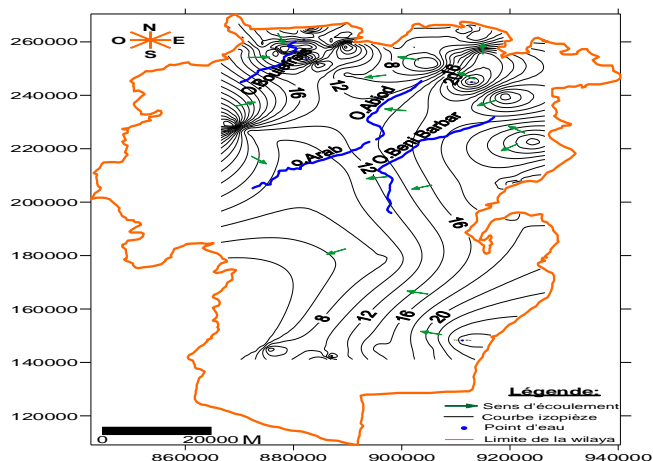 260000
240000
220000
200000
180000
160000
140000
120000
N
O E
S
O.Bouerram
16
12
8
O.Abiod
O.Beni Barbar
o.Arab
12
16
8
12
16
20
Légende:
Sens d'écoulement
Courbe izopièze
Point d'eau
Limite de la wilaya
0 20000 M
860000 880000 900000 920000 940000